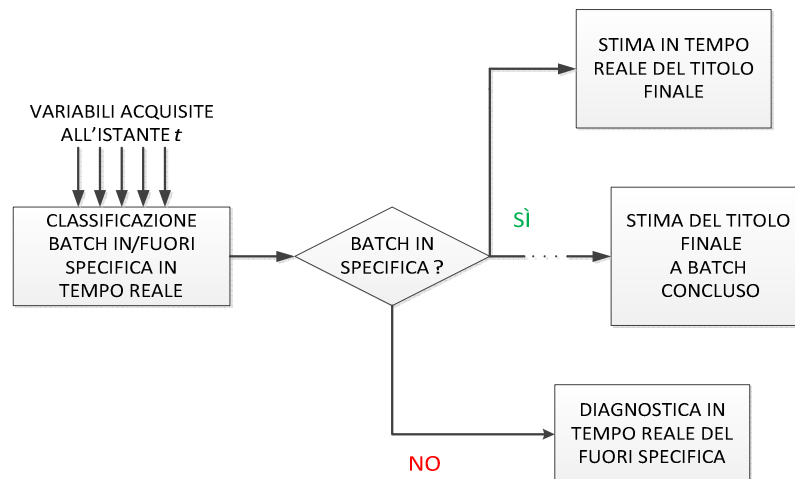 VARIABILI ACQUISITE
ALL'ISTANTE t
CLASSIFICAZIONE
BATCH IN/FUORI
SPECIFICA IN
TEMPO REALE
BATCH IN
SPECIFICA ?
SÌ
· · · ·
STIMA IN TEMPO
REALE DEL TITOLO
FINALE
STIMA DEL TITOLO
FINALE
A BATCH
CONCLUSO
NO
DIAGNOSTICA IN
TEMPO REALE DEL
FUORI SPECIFICA